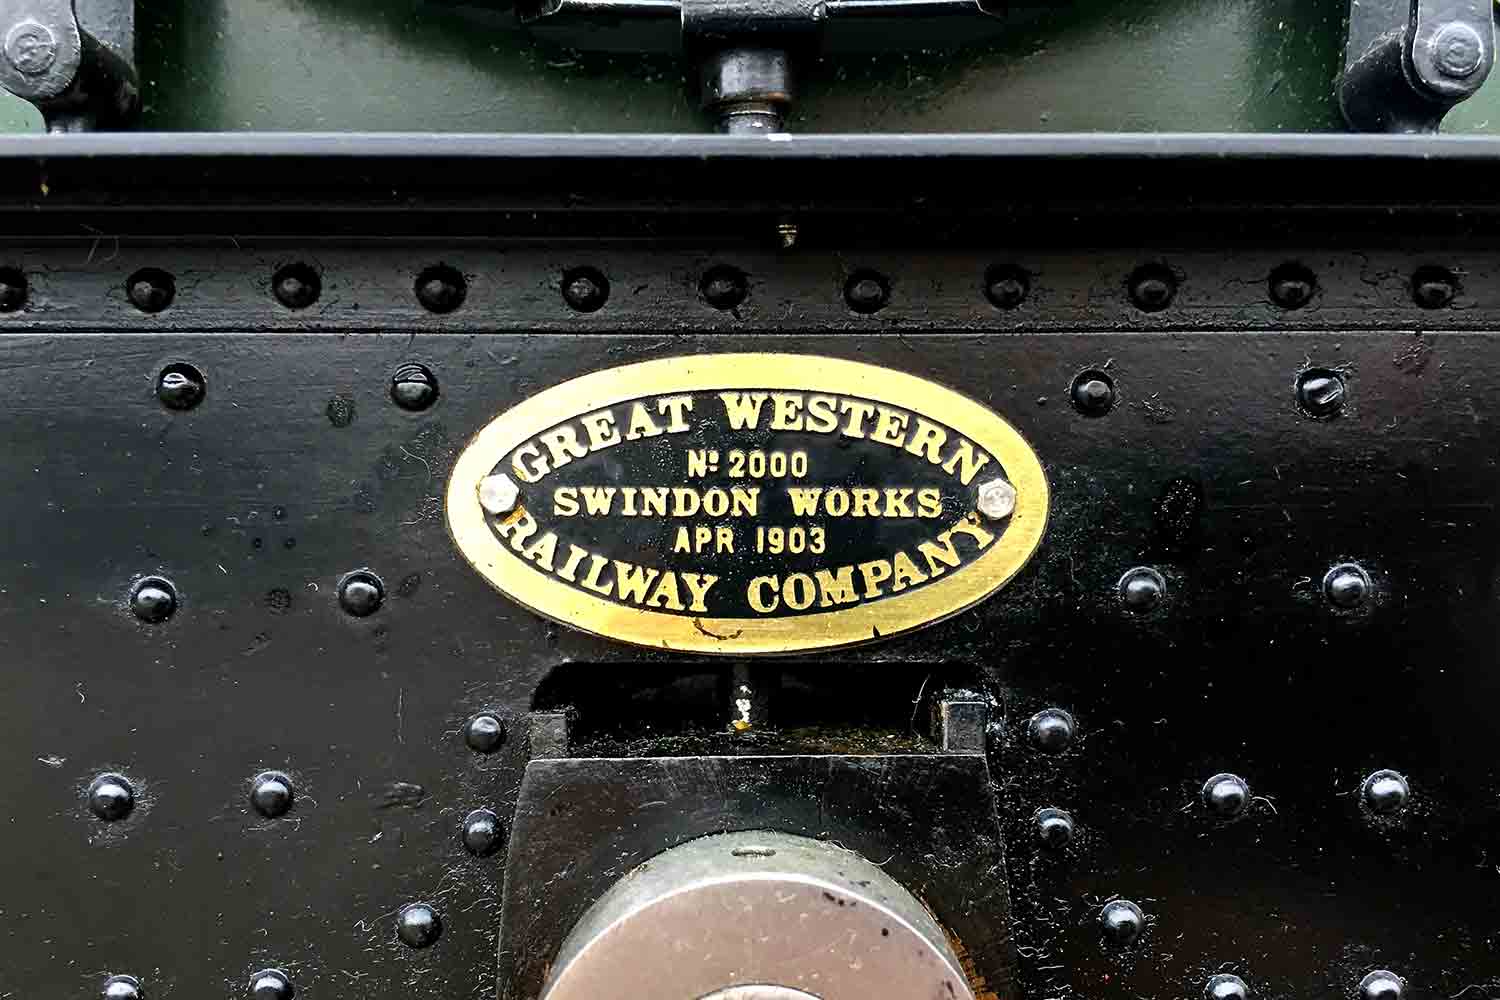 GREAT WESTERN
Nº 2000
SWINDON WORKS
APR 1903
RAILWAY COMPANY